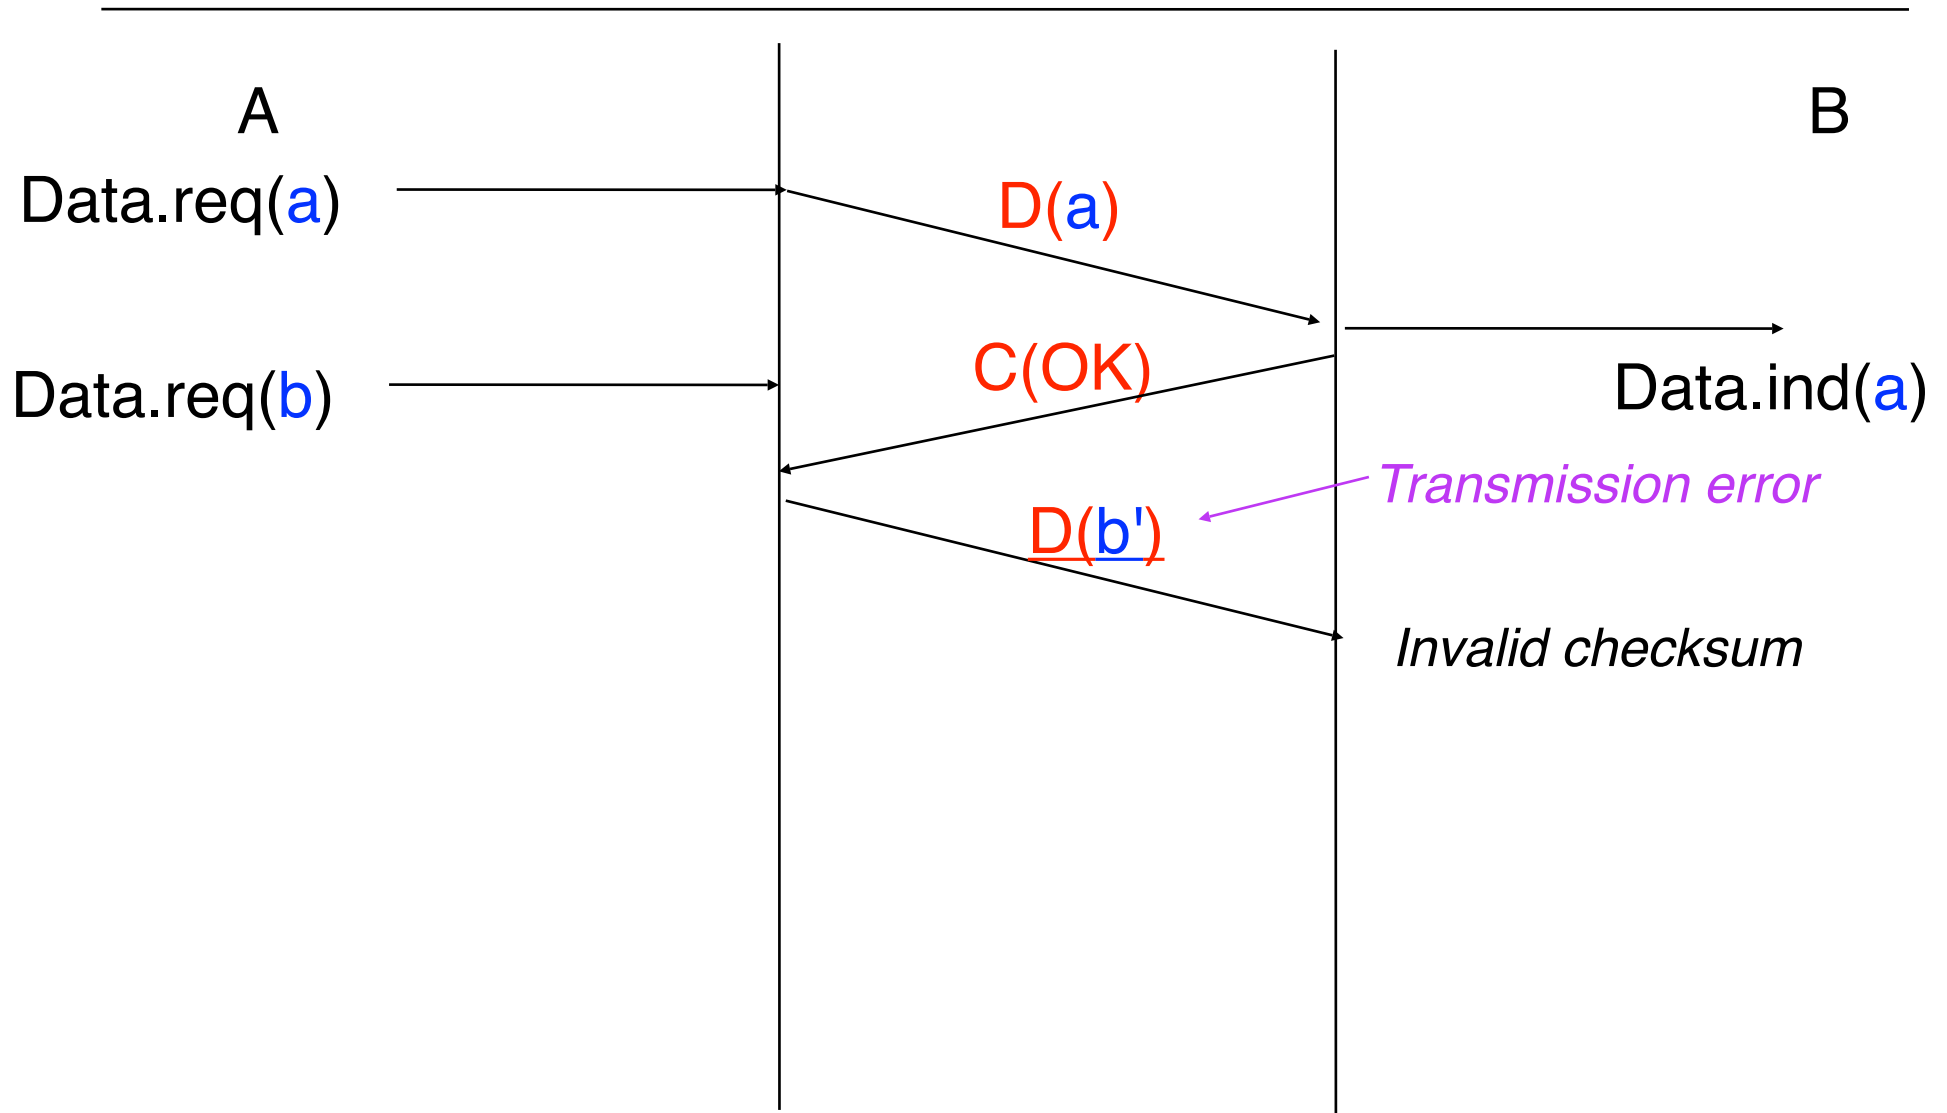 A
B
Data.req(a)
D(a)
C(OK)
Data.req(b)
Data.ind(a)
Transmission error
D(b')
Invalid checksum